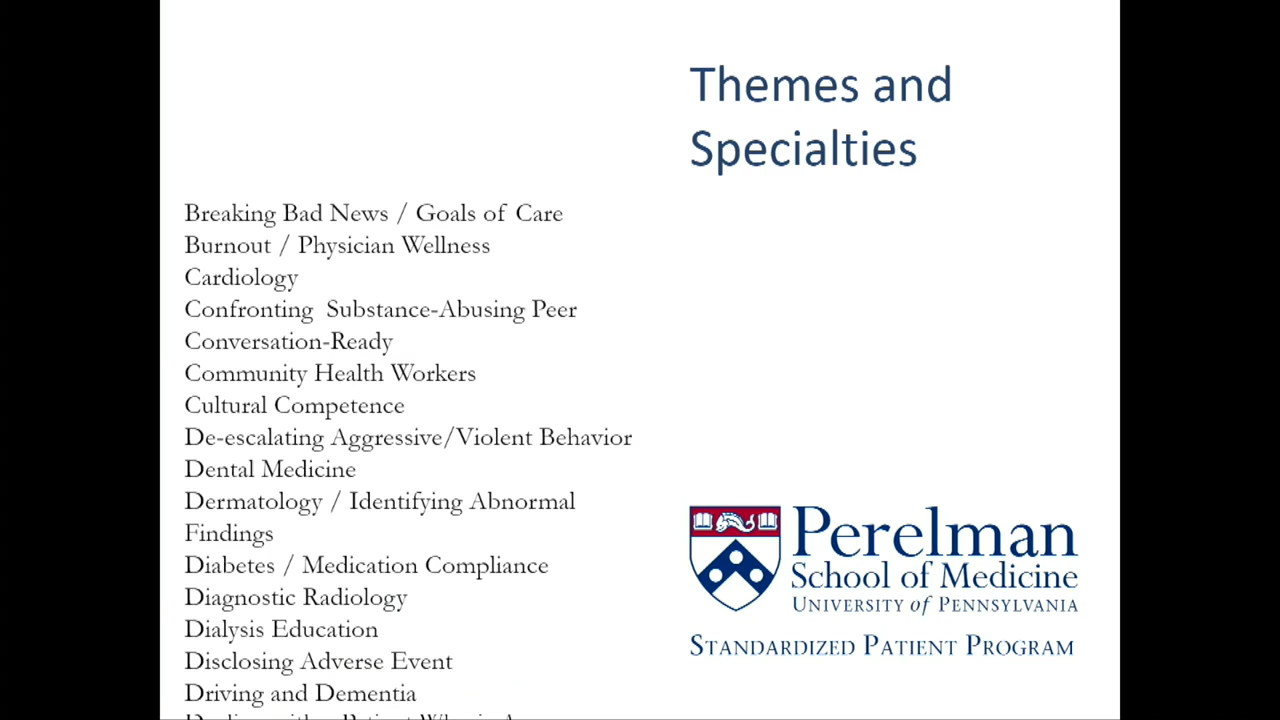 Themes and
Specialties
Breaking Bad News / Goals of Care
Burnout / Physician Wellness
Cardiology
Confronting  Substance-Abusing Peer
Conversation-Ready
Community Health Workers
Cultural Competence
De-escalating Aggressive/Violent Behavior
Dental Medicine
Dermatology / Identifying Abnormal
Findings
Diabetes / Medication Compliance
Diagnostic Radiology
Dialysis Education
Disclosing Adverse Event
Driving and Dementia
Perelman
School of Medicine
University of Pennsylvania
Standardized Patient Program